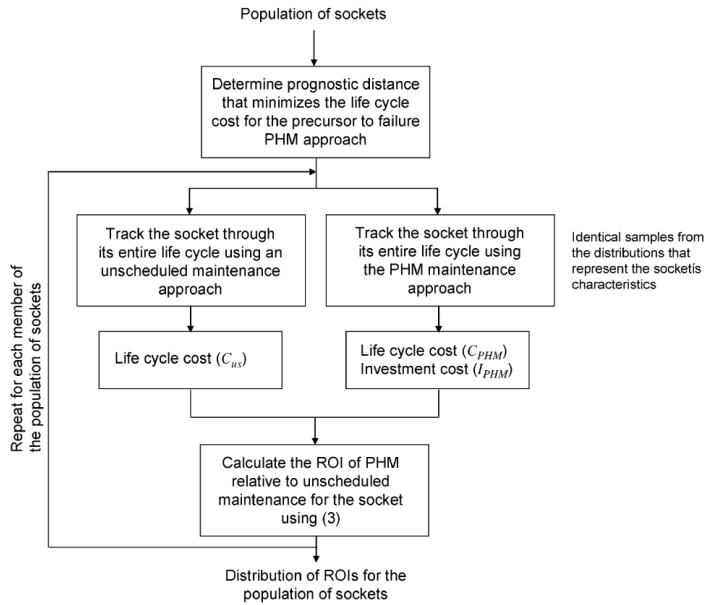 Population of sockets
Determine prognostic distance
that minimizes the life cycle
cost for the precursor to failure
PHM approach
Track the socket through
its entire life cycle using an
unscheduled maintenance
approach
Track the socket through
its entire life cycle using
the PHM maintenance
approach
Identical samples from
the distributions that
represent the socketís
characteristics
Life cycle cost (C_us)
Life cycle cost (C_PHM)
Investment cost (I_PHM)
Repeat for each member of
the population of sockets
Calculate the ROI of PHM
relative to unscheduled
maintenance for the socket
using (3)
Distribution of ROIs for the
population of sockets